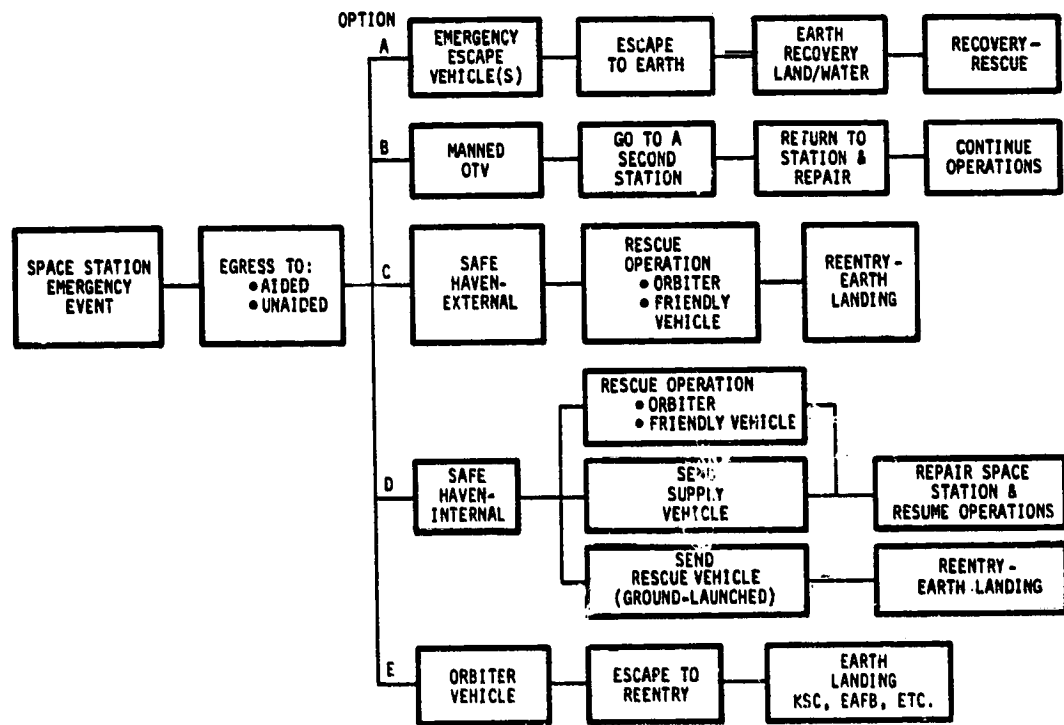 OPTION
SPACE STATION
EMERGENCY
EVENT
EGRESS TO:
● AIDED
● UNAIDED
A
EMERGENCY
ESCAPE
VEHICLE(S)
ESCAPE
TO EARTH
EARTH
RECOVERY
LAND/WATER
RECOVERY-
RESCUE
B
MANNED
OTV
GO TO A
SECOND
STATION
RETURN TO
STATION &
REPAIR
CONTINUE
OPERATIONS
C
SAFE
HAVEN-
EXTERNAL
RESCUE
OPERATION
● ORBITER
● FRIENDLY
VEHICLE
REENTRY-
EARTH
LANDING
D
SAFE
HAVEN-
INTERNAL
RESCUE OPERATION
● ORBITER
● FRIENDLY VEHICLE
SEND
SUPPLY
VEHICLE
REPAIR SPACE
STATION &
RESUME OPERATIONS
SEND
RESCUE VEHICLE
(GROUND-LAUNCHED)
REENTRY-
EARTH LANDING
E
ORBITER
VEHICLE
ESCAPE TO
REENTRY
EARTH
LANDING
KSC, EAFB, ETC.